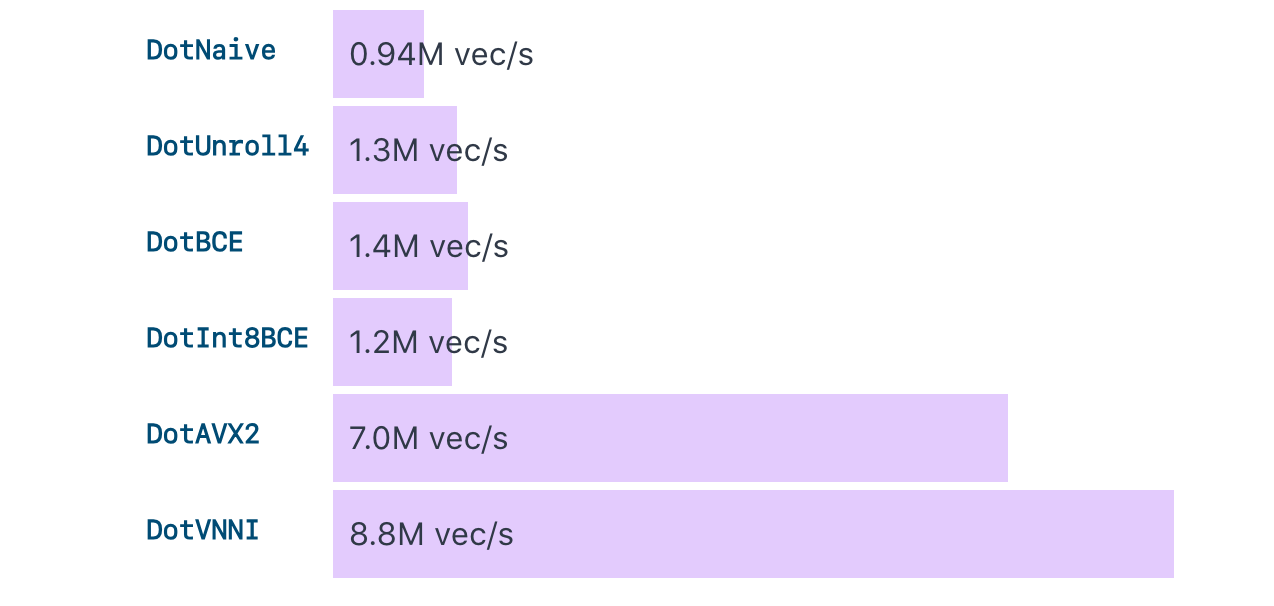 DotNaive 0.94M vec/s
DotUnroll4 1.3M vec/s
DotBCE 1.4M vec/s
DotInt8BCE 1.2M vec/s
DotAVX2 7.0M vec/s
DotVNNI 8.8M vec/s